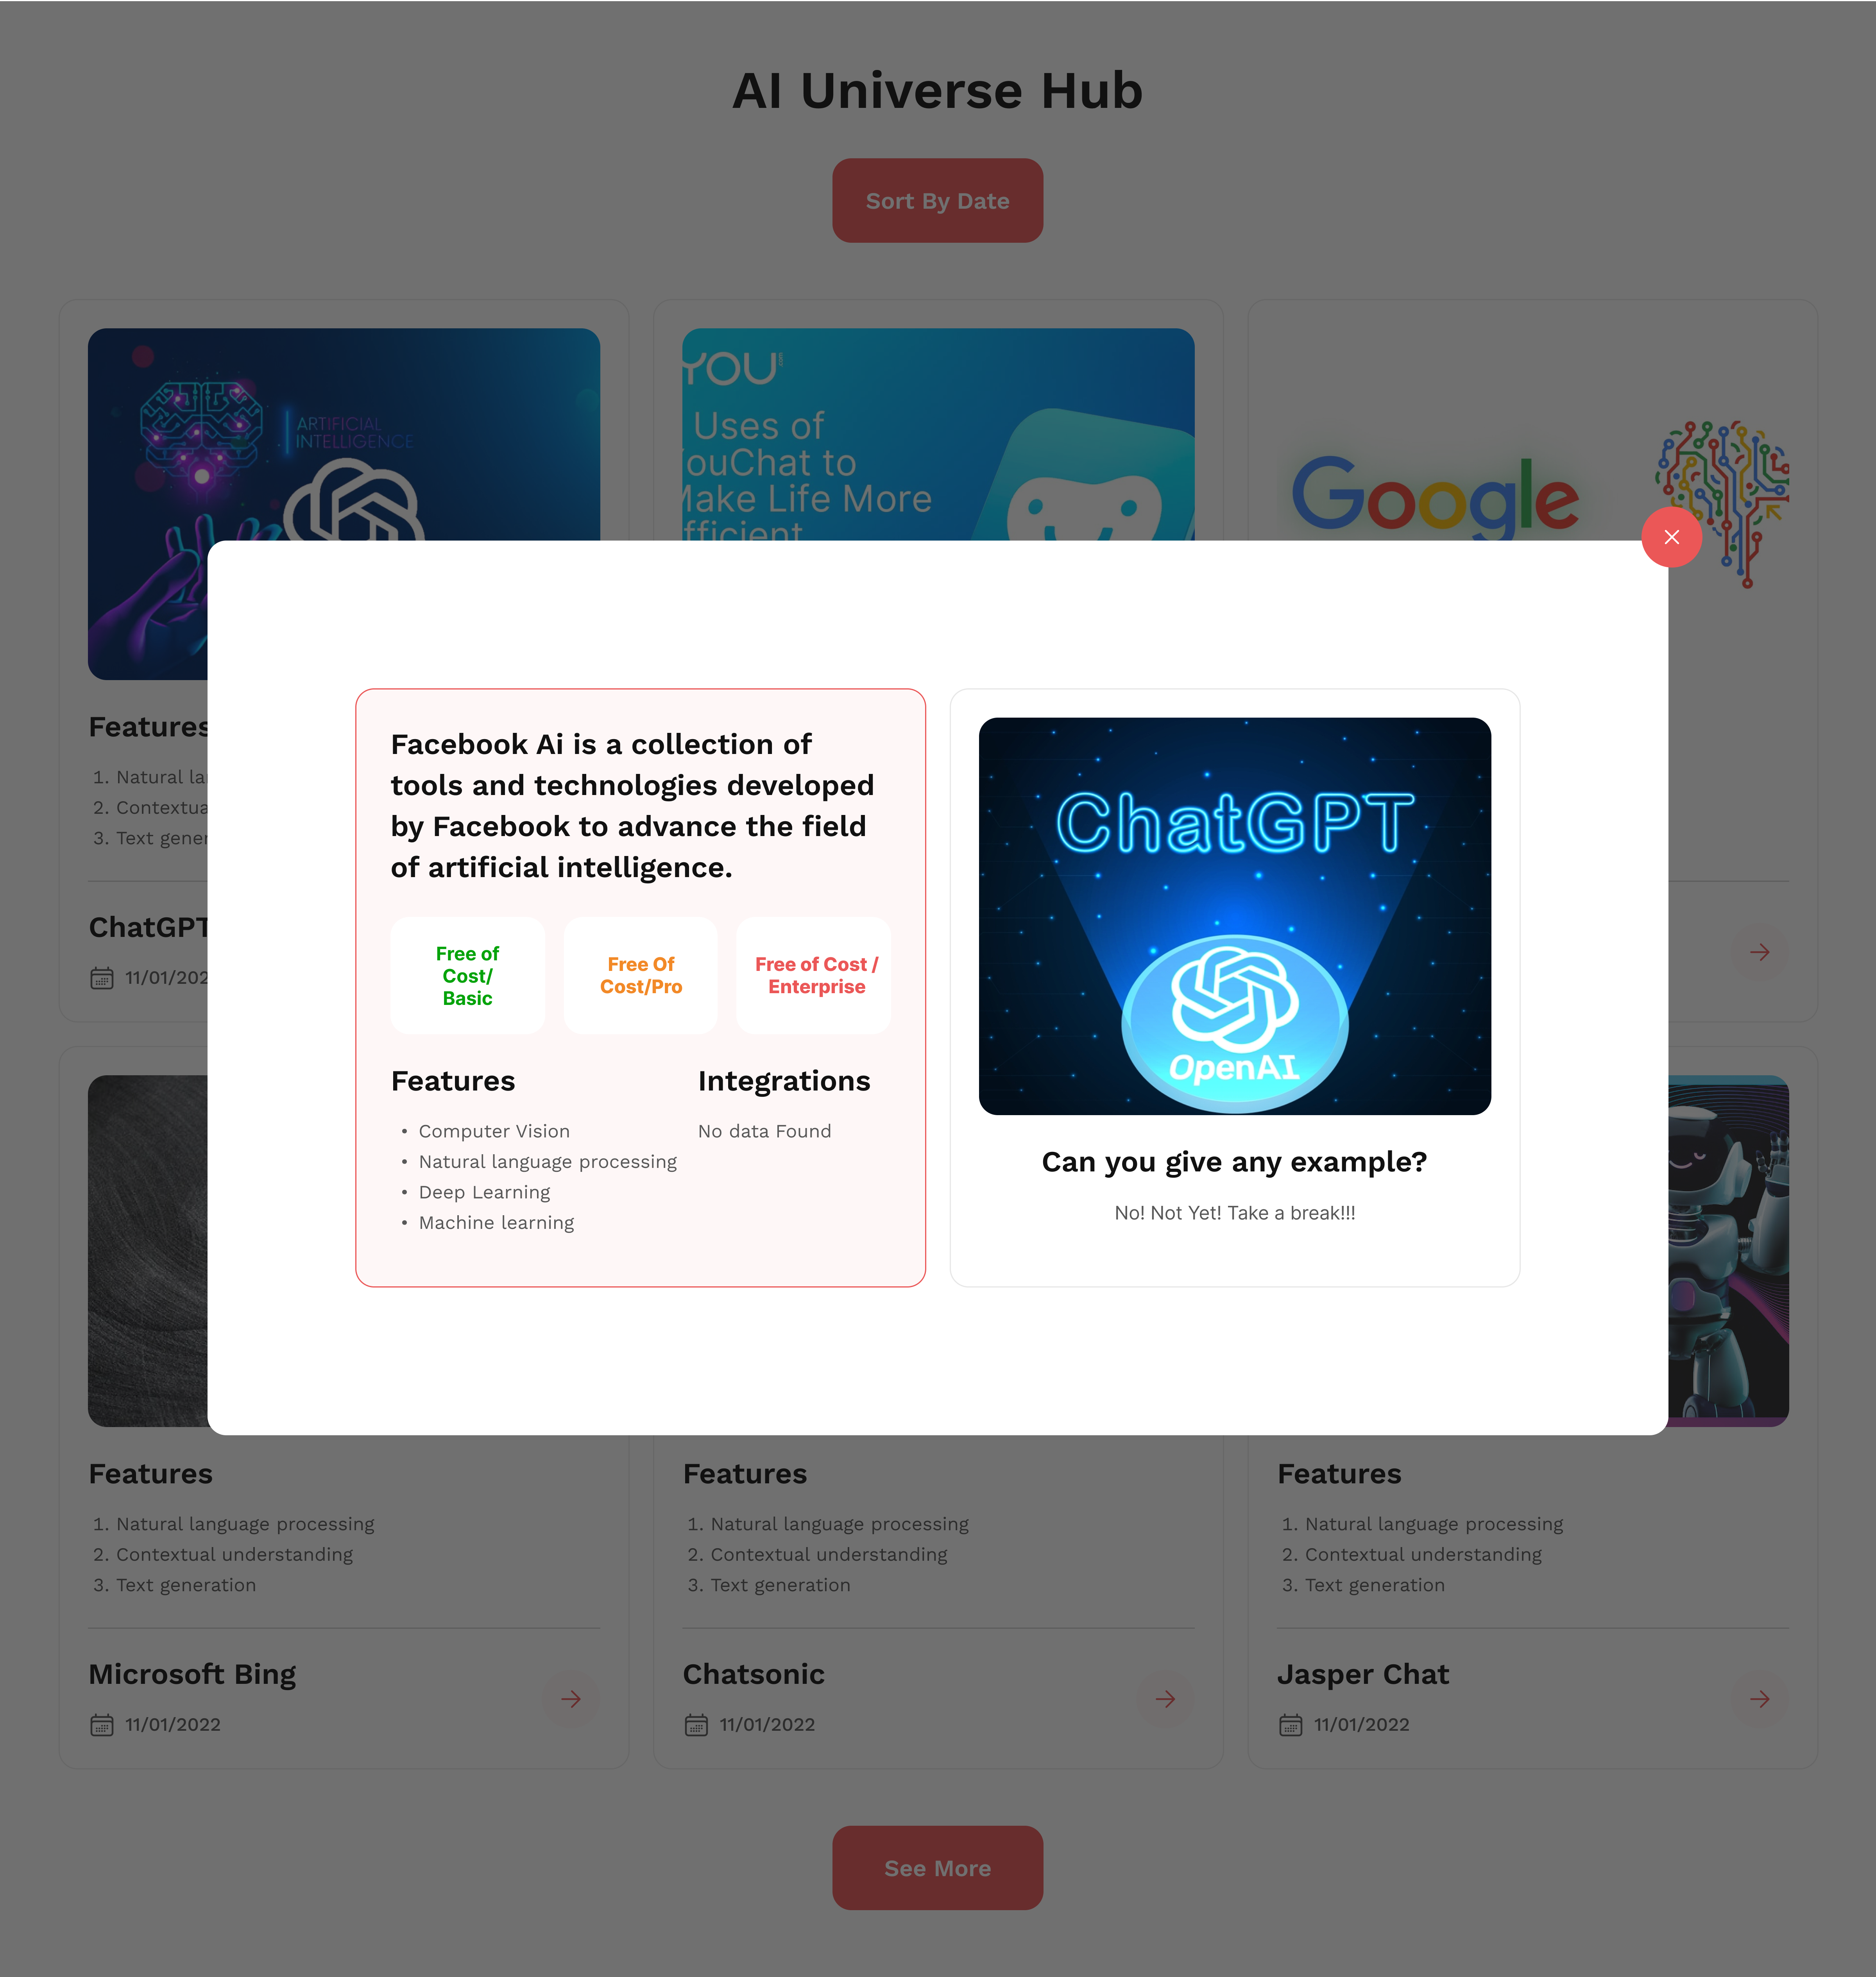 AI Universe Hub
Sort By Date
ARTIFICIAL
INTELLIGENCE
YOU
Uses of
ouChat to
Make Life More
fficient
Google
Features
1. Natural la
2. Contextua
3. Text gener
ChatGPT
11/01/202
Facebook Ai is a collection of
tools and technologies developed
by Facebook to advance the field
of artificial intelligence.
Free of
Cost/
Basic
Free Of
Cost/Pro
Free of Cost /
Enterprise
Features
• Computer Vision
• Natural language processing
• Deep Learning
• Machine learning
Integrations
No data Found
ChatGPT
OpenAI
Can you give any example?
No! Not Yet! Take a break!!!
Features
1. Natural language processing
2. Contextual understanding
3. Text generation
Microsoft Bing
11/01/2022
Features
1. Natural language processing
2. Contextual understanding
3. Text generation
Chatsonic
11/01/2022
Features
1. Natural language processing
2. Contextual understanding
3. Text generation
Jasper Chat
11/01/2022
See More